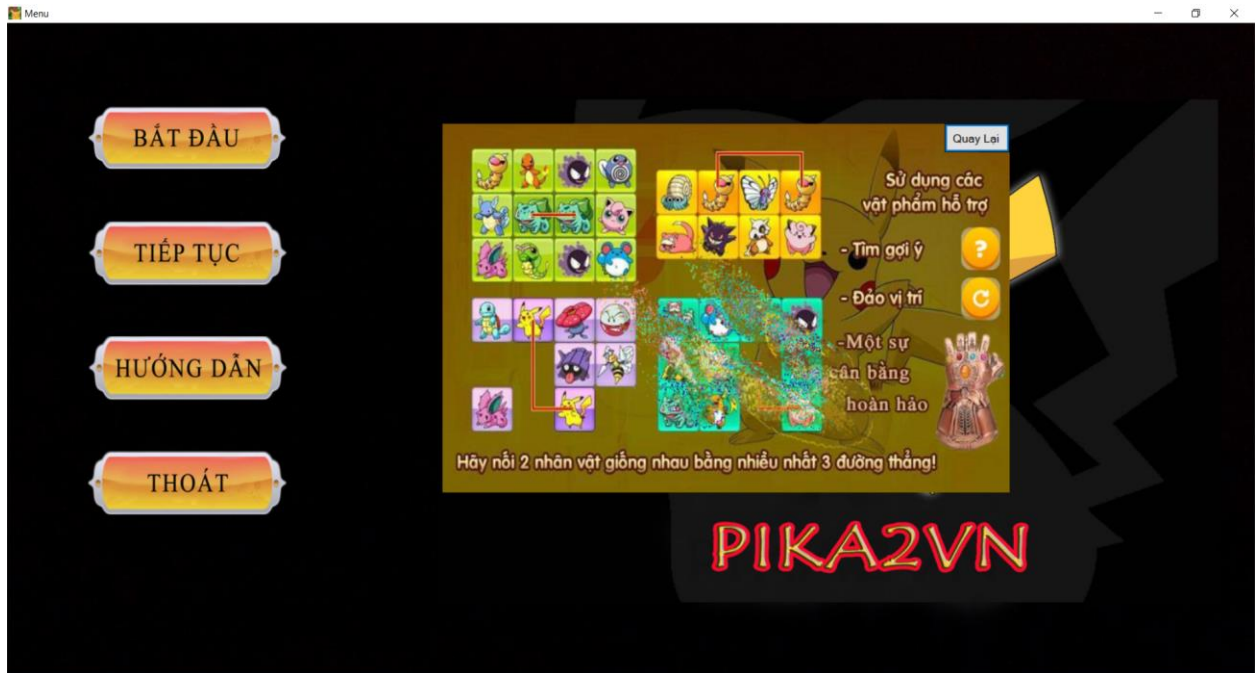 Menu
BẮT ĐẦU
TIẾP TỤC
HƯỚNG DẪN
THOÁT
Quay Lại
Sử dụng các
vật phẩm hỗ trợ
- Tìm gợi ý
?
- Đảo vị trí
-Một sự
cân bằng
hoàn hảo
Hãy nối 2 nhân vật giống nhau bằng nhiều nhất 3 đường thẳng!
PIKA2VN